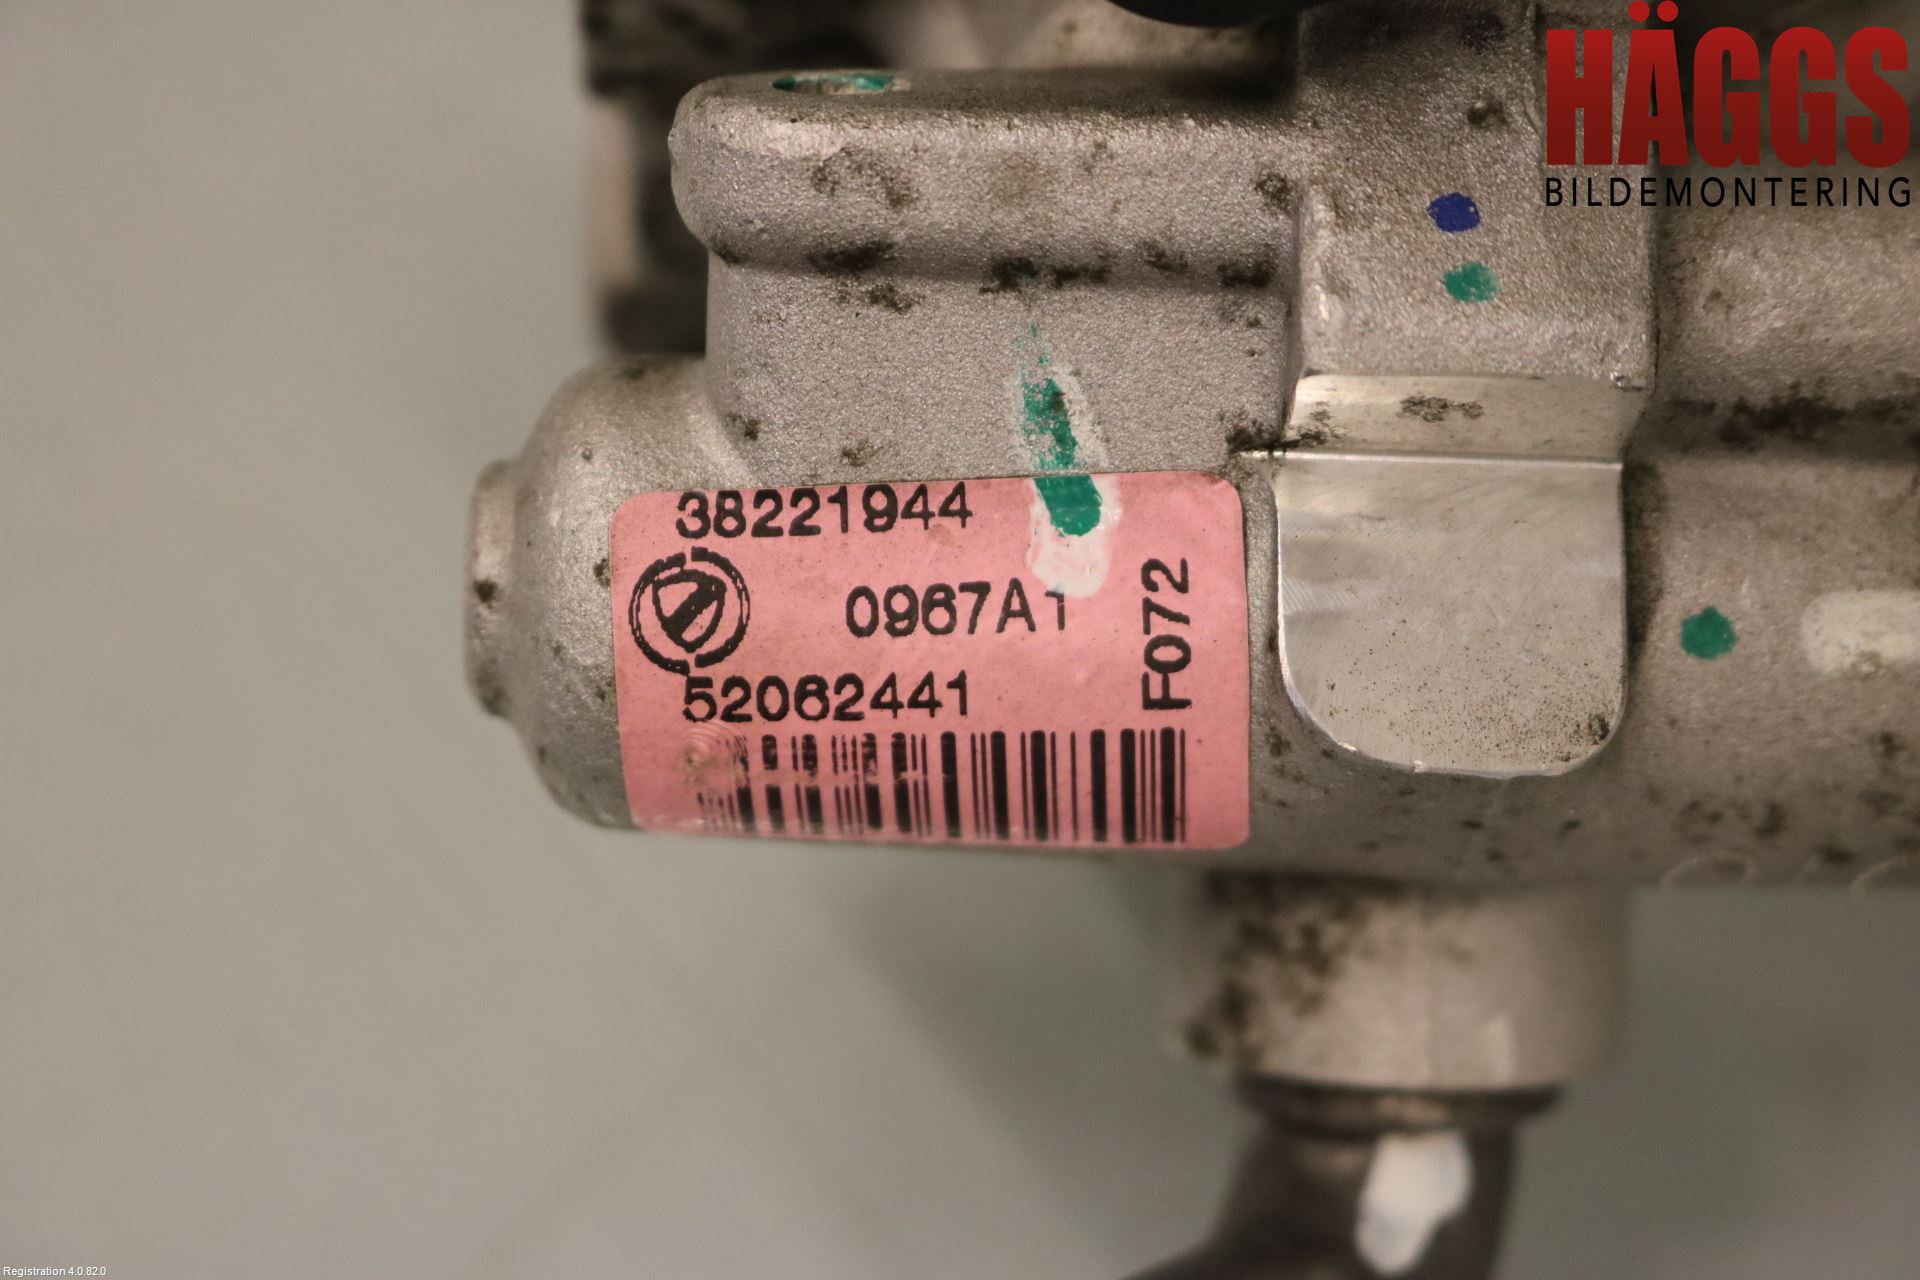 HÄGGS
BILDEMONTERING
38221944
0967A1
F072
52062441
Registration 4.0.82.0